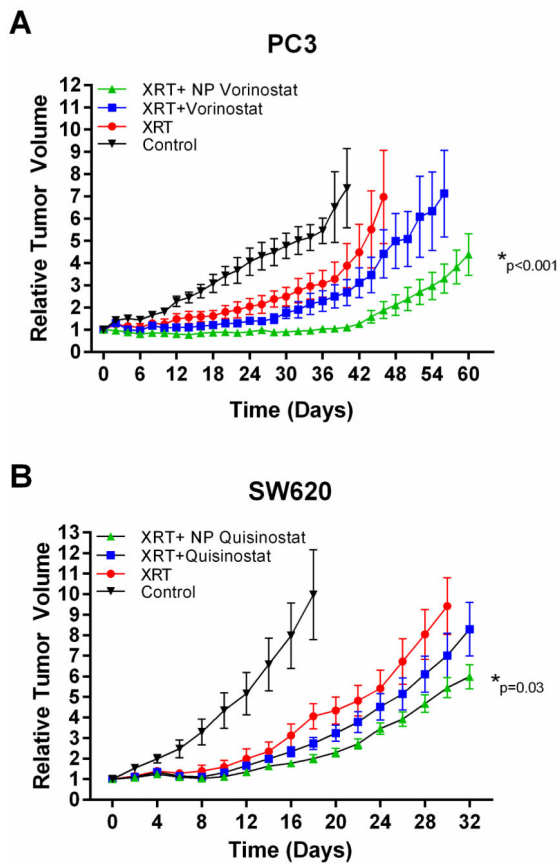 A
PC3
XRT+ NP Vorinostat
XRT+Vorinostat
XRT
Control
Relative Tumor Volume
12
11
10
9
8
7
6
5
4
3
2
1
0
0 6 12 18 24 30 36 42 48 54 60
Time (Days)
*p<0.001
B
SW620
XRT+ NP Quisinostat
XRT+Quisinostat
XRT
Control
Relative Tumor Volume
13
12
11
10
9
8
7
6
5
4
3
2
1
0
0 4 8 12 16 20 24 28 32
Time (Days)
*p=0.03